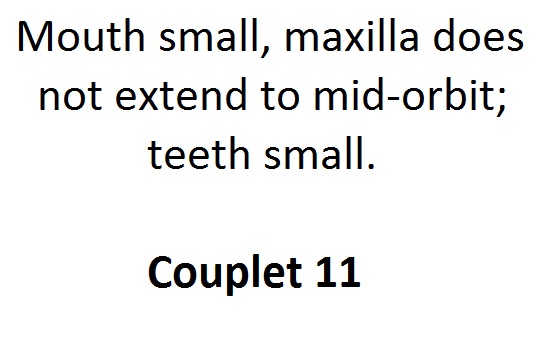 Mouth small, maxilla does
not extend to mid-orbit;
teeth small.
Couplet 11